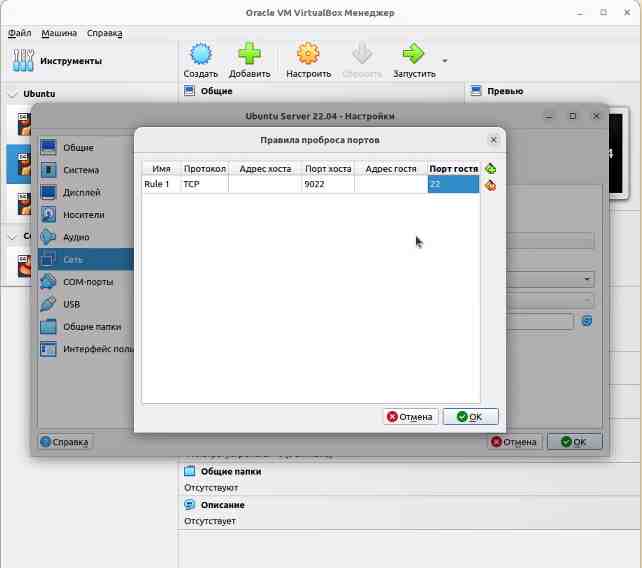 Oracle VM VirtualBox Менеджер
Файл Машина Справка
Инструменты
Создать Добавить Настроить Сбросить Запустить
Ubuntu
Общие
Превью
Ubuntu Server 22.04 - Настройки
Общие
Система
Дисплей
Носители
Аудио
Сеть
COM-порты
USB
Общие папки
Интерфейс поль
Правила проброса портов
Имя Протокол Адрес хоста Порт хоста Адрес гостя Порт гостя
Rule 1 TCP 9022 22
Отмена OK
Справка
Отмена OK
Общие папки
Отсутствуют
Описание
Отсутствует